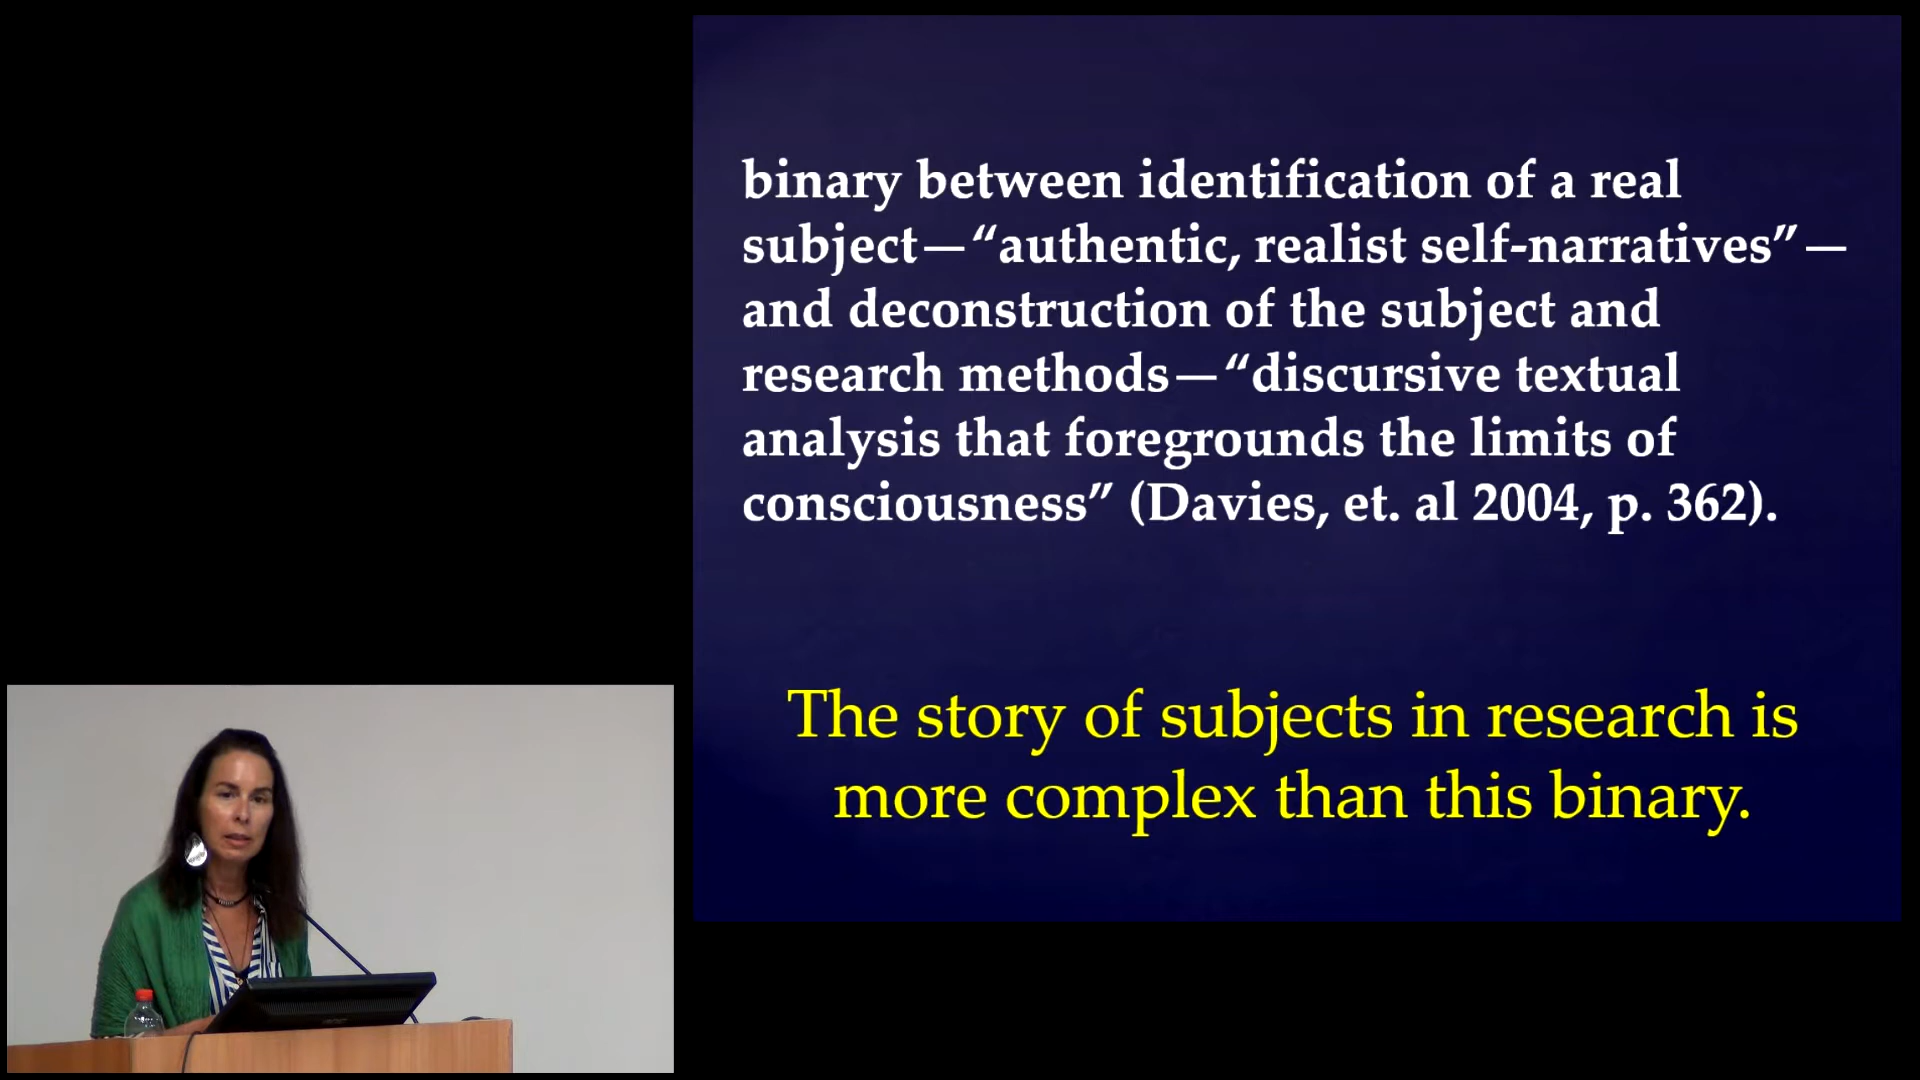 binary between identification of a real
subject—“authentic, realist self-narratives”—
and deconstruction of the subject and
research methods—“discursive textual
analysis that foregrounds the limits of
consciousness” (Davies, et. al 2004, p. 362).
The story of subjects in research is
more complex than this binary.